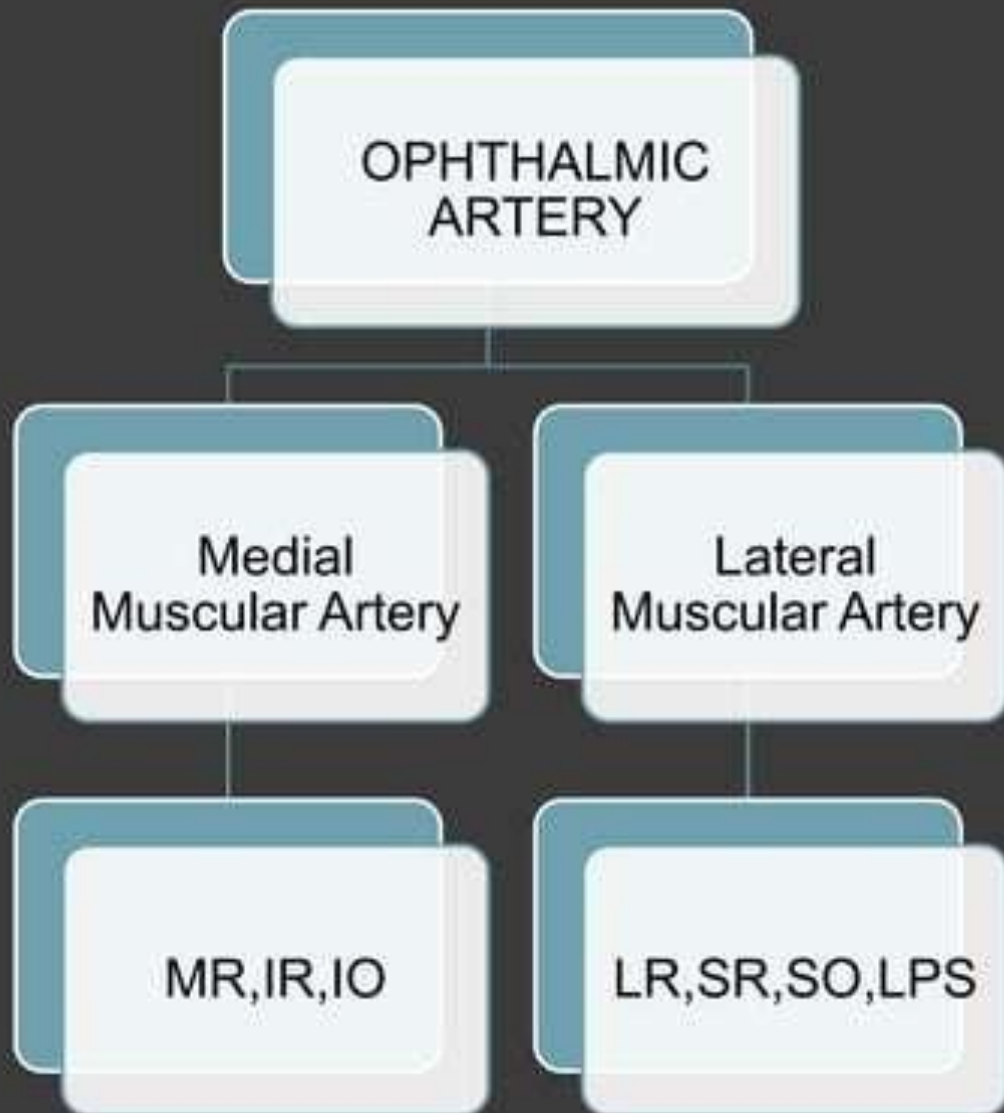 OPHTHALMIC
ARTERY
Medial
Muscular Artery
Lateral
Muscular Artery
MR,IR,IO
LR,SR,SO,LPS